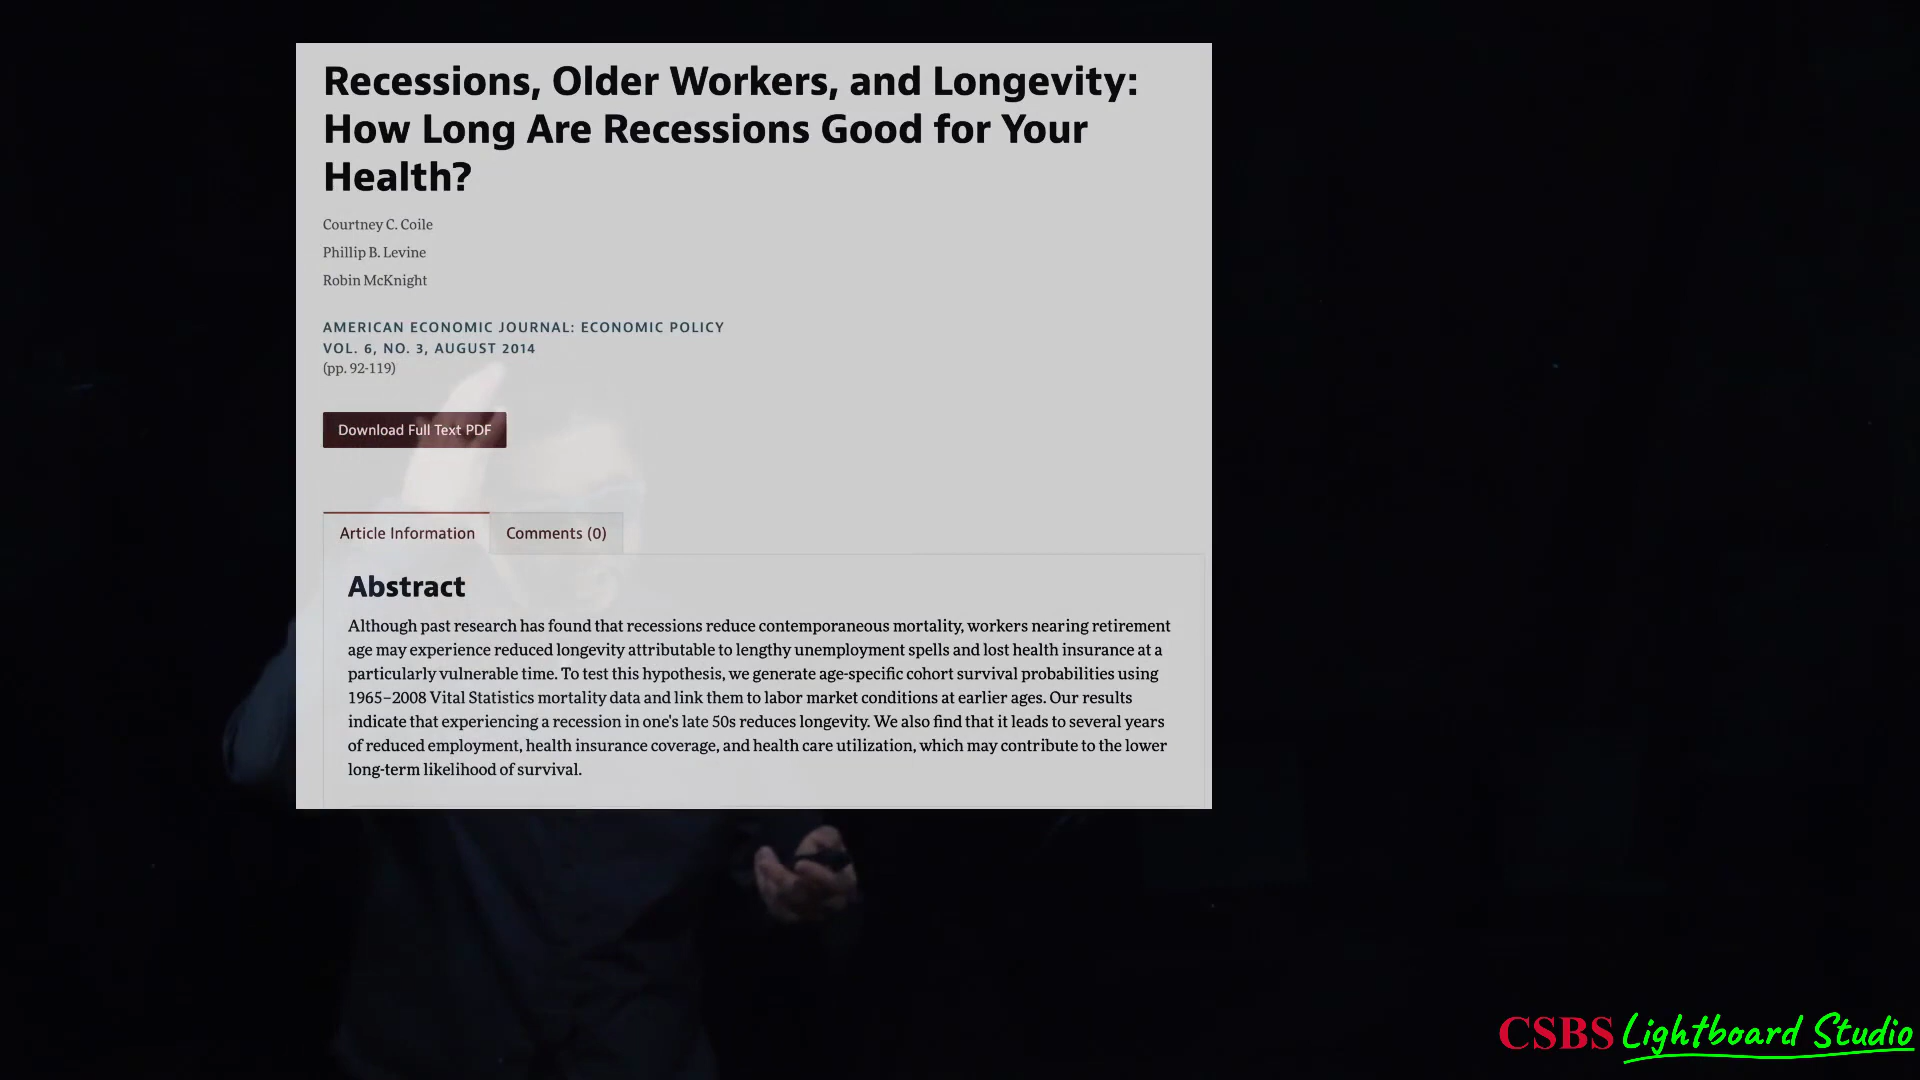 Recessions, Older Workers, and Longevity:
How Long Are Recessions Good for Your
Health?
Courtney C. Coile
Phillip B. Levine
Robin McKnight
AMERICAN ECONOMIC JOURNAL: ECONOMIC POLICY
VOL. 6, NO. 3, AUGUST 2014
(pp. 92-119)
Download Full Text PDF
Article Information
Comments (0)
Abstract
Although past research has found that recessions reduce contemporaneous mortality, workers nearing retirement
age may experience reduced longevity attributable to lengthy unemployment spells and lost health insurance at a
particularly vulnerable time. To test this hypothesis, we generate age-specific cohort survival probabilities using
1965–2008 Vital Statistics mortality data and link them to labor market conditions at earlier ages. Our results
indicate that experiencing a recession in one's late 50s reduces longevity. We also find that it leads to several years
of reduced employment, health insurance coverage, and health care utilization, which may contribute to the lower
long-term likelihood of survival.
CSBS Lightboard Studio